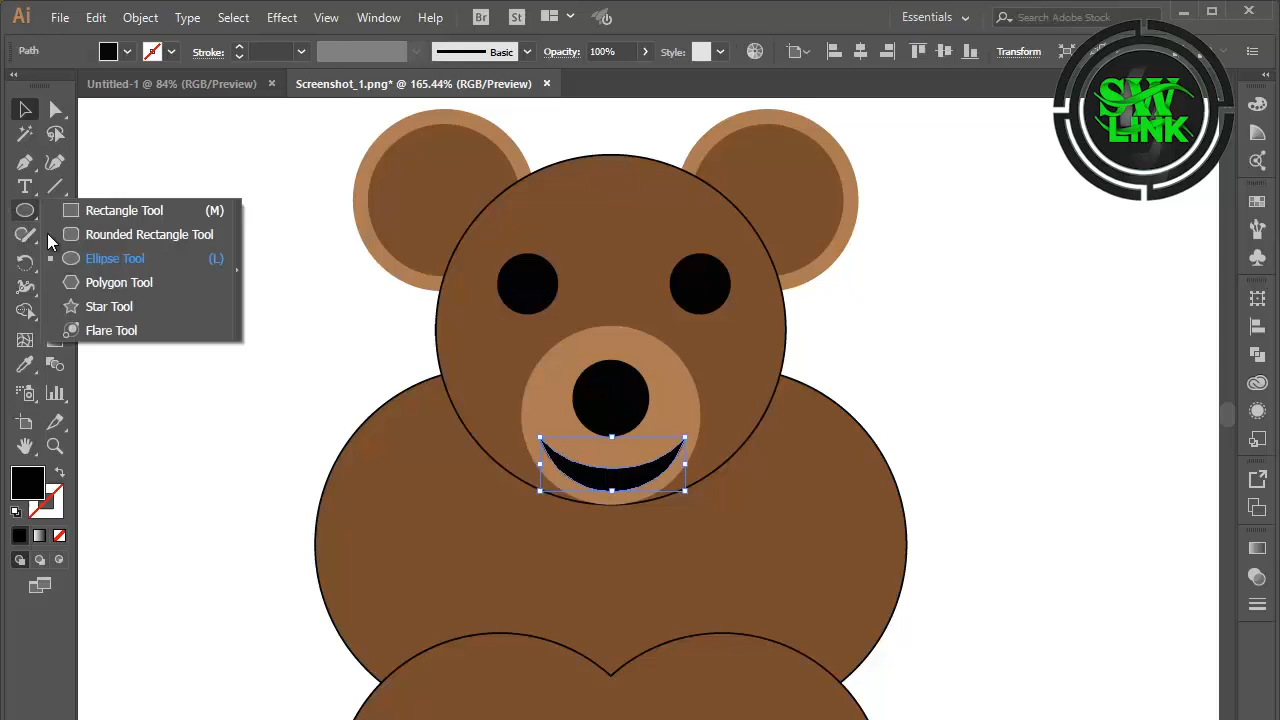 Ai File Edit Object Type Select Effect View Window Help Br St Essentials Search Adobe Stock
Path Stroke: Basic Opacity: 100% Style: Transform
Untitled-1 @ 84% (RGB/Preview) × Screenshot_1.png* @ 165.44% (RGB/Preview) ×
SW
LINK
Rectangle Tool (M)
Rounded Rectangle Tool
Ellipse Tool (L)
Polygon Tool
Star Tool
Flare Tool